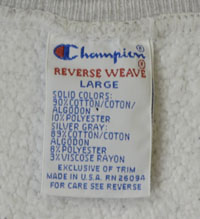 Champion
REVERSE WEAVE
LARGE
SOLID COLORS:
90%COTTON/COTON/
ALGODON
10%POLYESTER
SILVER GRAY:
89%COTTON/COTON
ALGODON
8%POLYESTER
3%VISCOSE RAYON
EXCLUSIVE OF TRIM
MADE IN U.S.A. RN 26094
FOR CARE SEE REVERSE